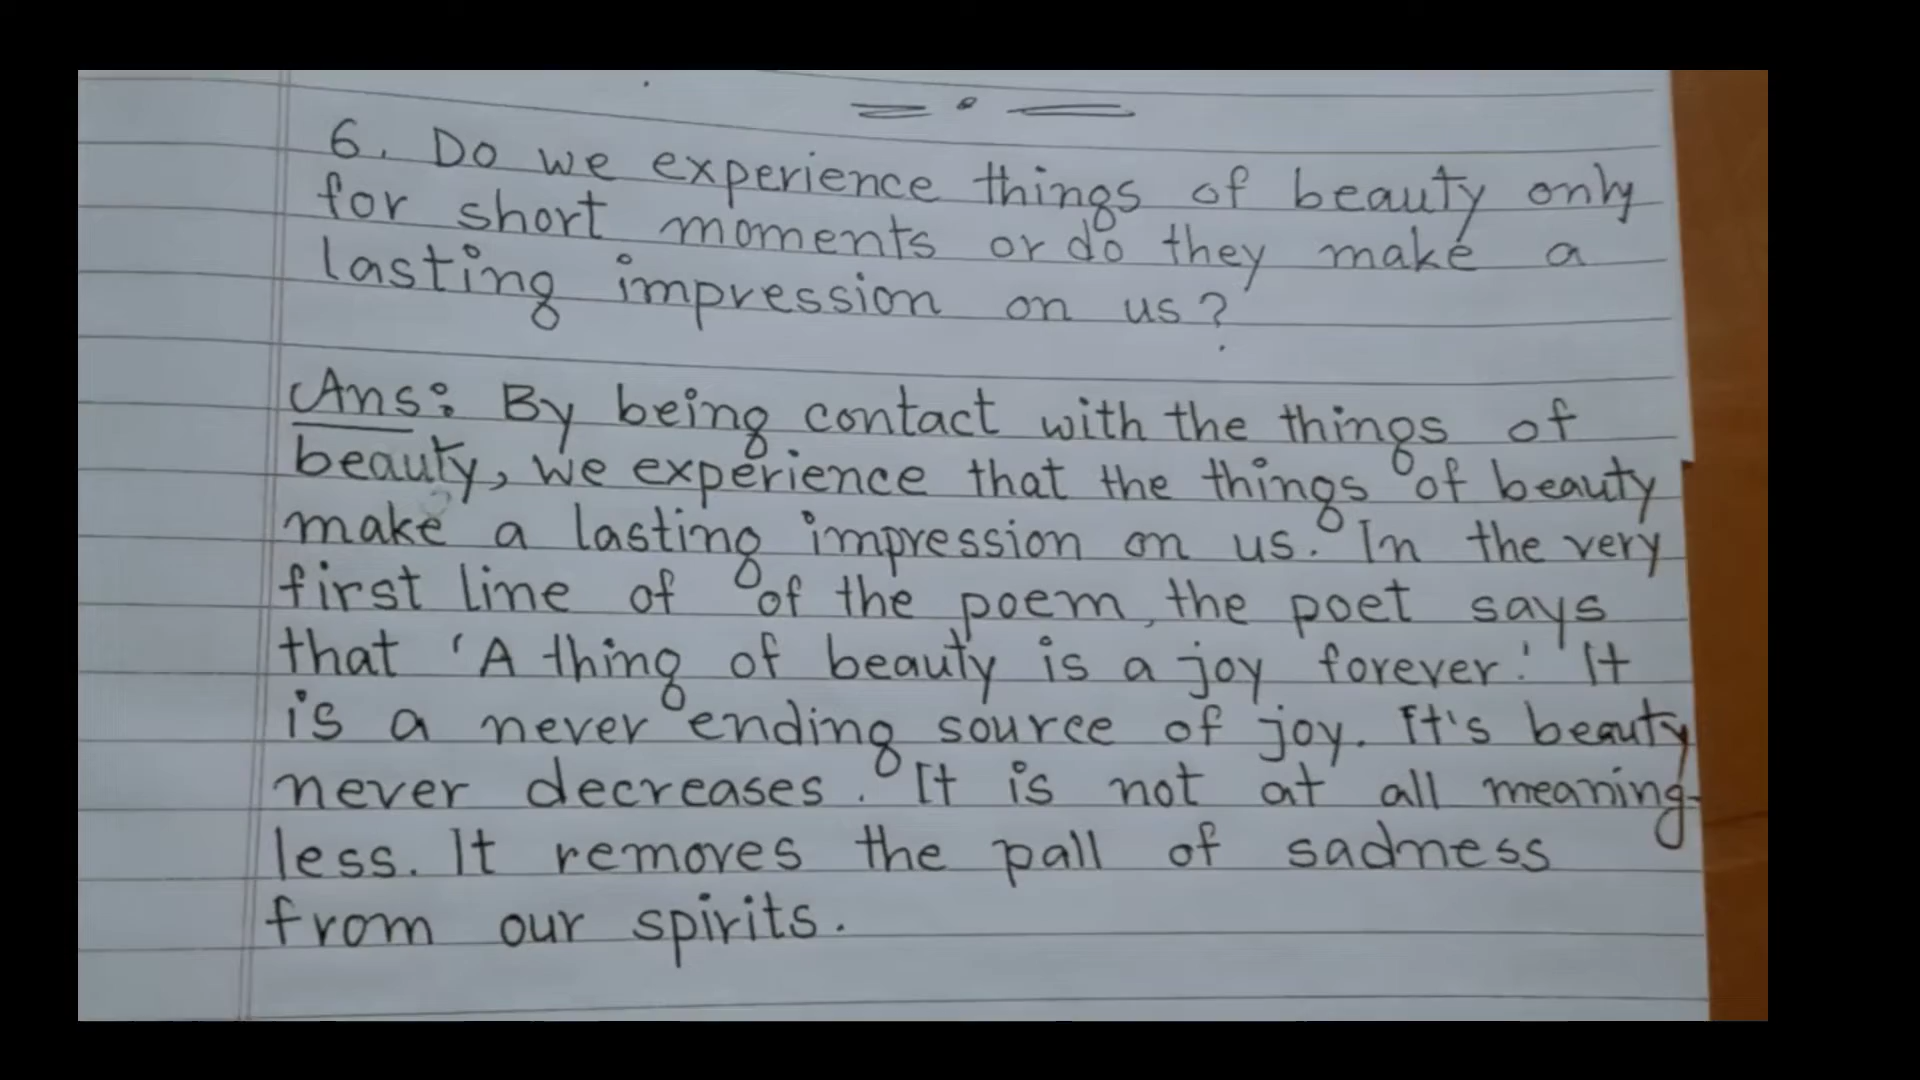 6. Do we experience things of beauty only
for short moments or do they make a
lasting impression on us?
Ans: By being contact with the things of
beauty, we experience that the things of beauty
make a lasting impression on us. In the very
first line of of the poem, the poet says
that 'A thing of beauty is a joy forever.' It
is a never ending source of joy. It's beauty
never decreases. It is not at all meaning-
less. It removes the pall of sadness
from our spirits.